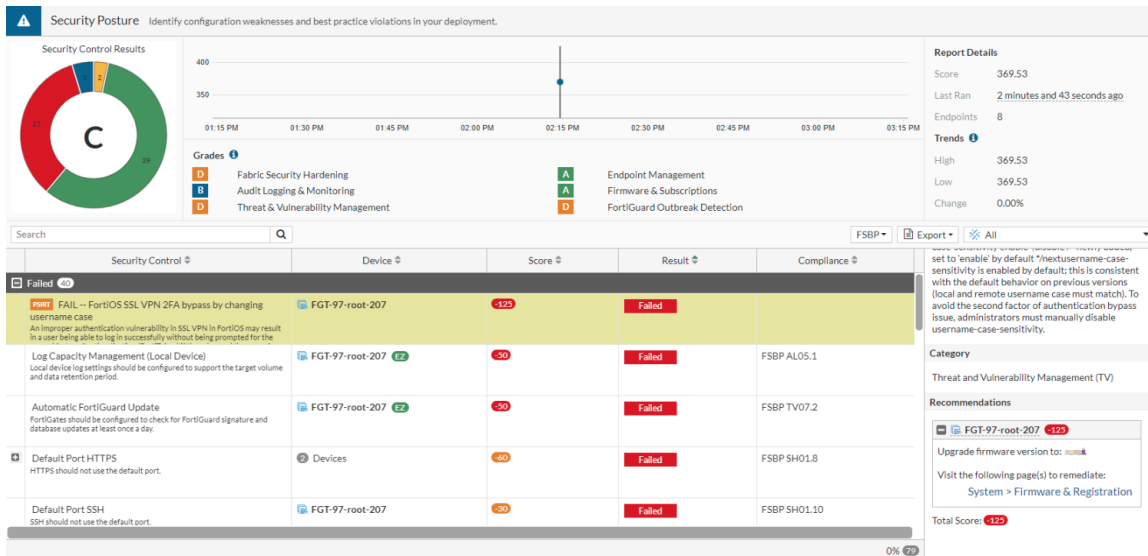 Security Posture Identify configuration weaknesses and best practice violations in your deployment.
Security Control Results
2
39
C
400
350
01:15 PM 01:30 PM 01:45 PM 02:00 PM 02:15 PM 02:30 PM 02:45 PM 03:00 PM 03:15 PM
Grades
D Fabric Security Hardening
B Audit Logging & Monitoring
D Threat & Vulnerability Management
A Endpoint Management
A Firmware & Subscriptions
D FortiGuard Outbreak Detection
Report Details
Score 369.53
Last Ran 2 minutes and 43 seconds ago
Endpoints 8
Trends
High 369.53
Low 369.53
Change 0.00%
Search
FSBP Export All
Security Control Device Score Result Compliance
Failed 40
PSIRT FAIL -- FortiOS SSL VPN 2FA bypass by changing
username case
An improper authentication vulnerability in SSL VPN in FortiOS may result
in a user being able to log in successfully without being prompted for the
FGT-97-root-207 -125 Failed
Log Capacity Management (Local Device)
Local device log settings should be configured to support the target volume
and data retention period.
FGT-97-root-207 EZ -50 Failed FSBP AL05.1
Automatic FortiGuard Update
FortiGates should be configured to check for FortiGuard signature and
database updates at least once a day.
FGT-97-root-207 EZ -50 Failed FSBP TV07.2
Default Port HTTPS
HTTPS should not use the default port.
2 Devices -60 Failed FSBP SH01.8
Default Port SSH
SSH should not use the default port.
FGT-97-root-207 -30 Failed FSBP SH01.10
0% 79
set to 'enable' by default */nextusername-case-
sensitivity is enabled by default; this is consistent
with the default behavior on previous versions
(local and remote username case must match). To
avoid the second factor of authentication bypass
issue, administrators must manually disable
username-case-sensitivity.
Category
Threat and Vulnerability Management (TV)
Recommendations
FGT-97-root-207 -125
Upgrade firmware version to:
Visit the following page(s) to remediate:
System > Firmware & Registration
Total Score: -125